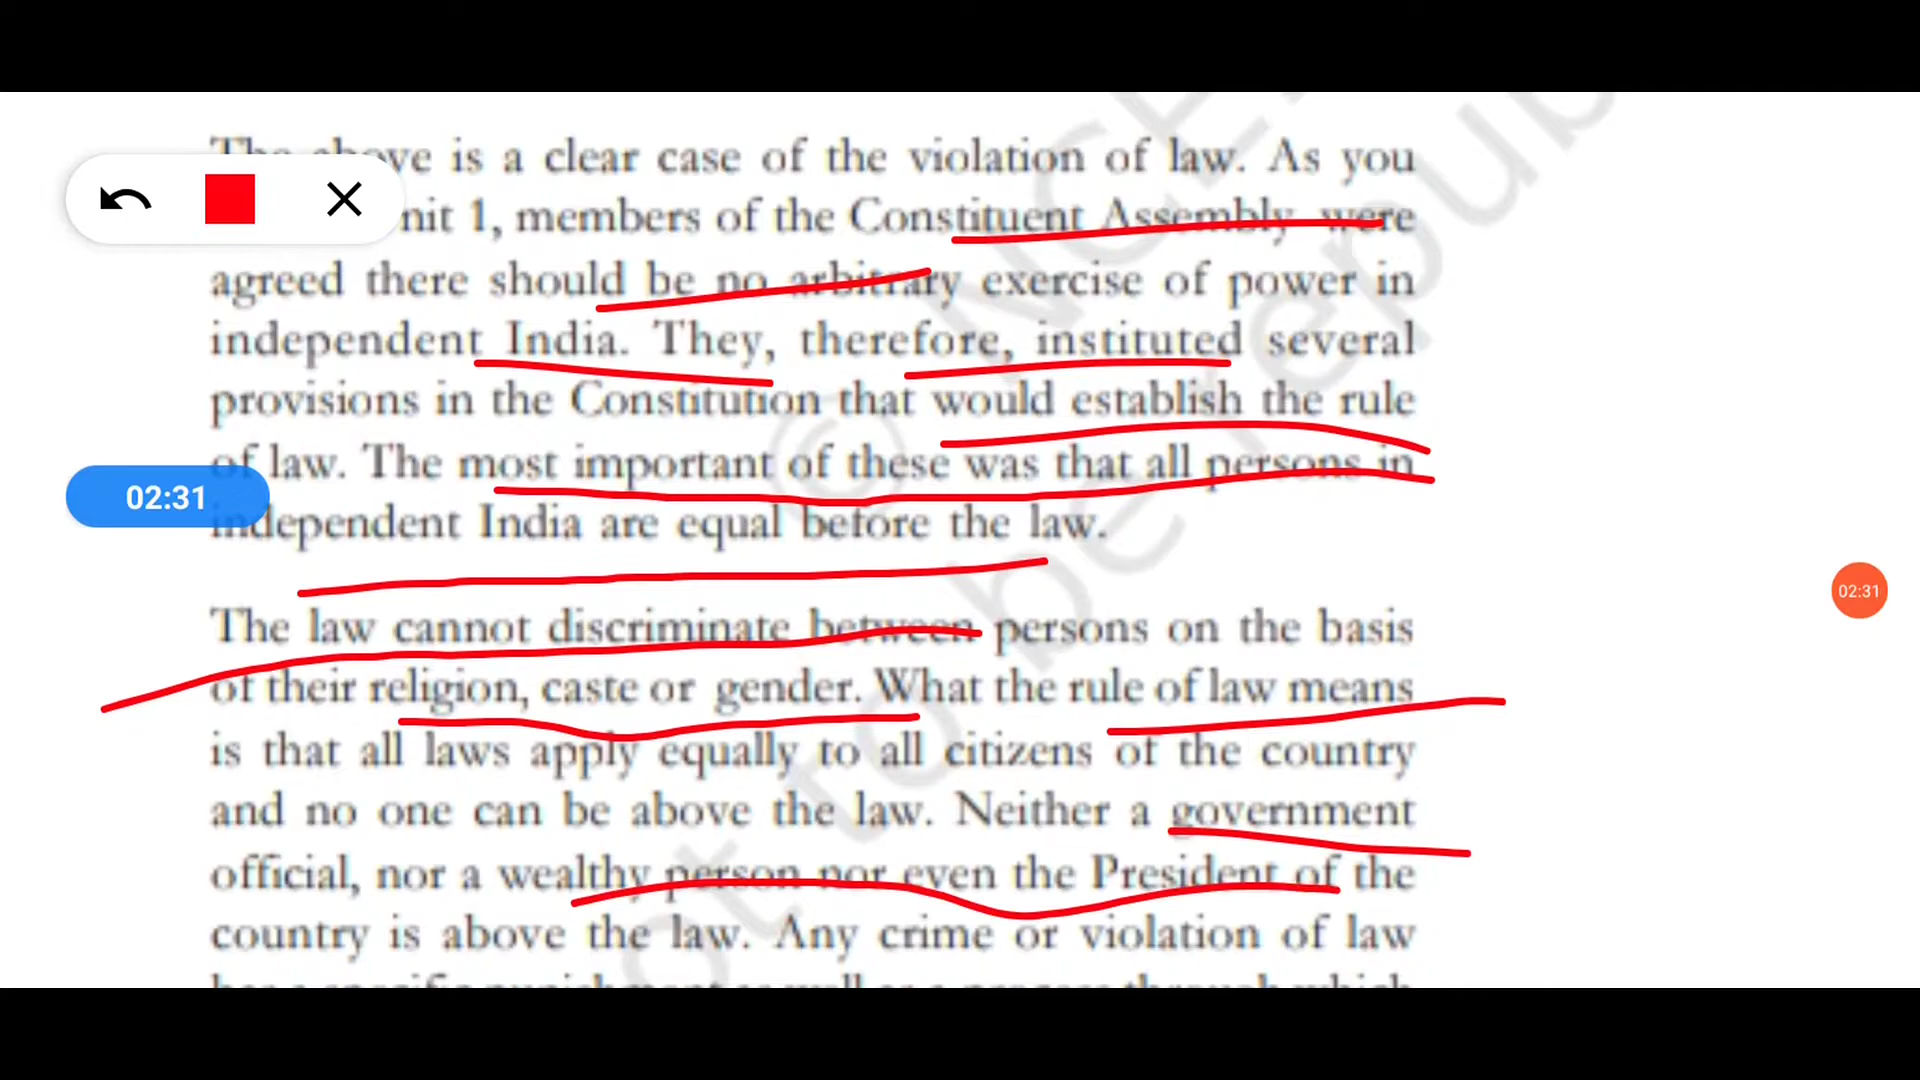 The above is a clear case of the violation of law. As you
nit 1, members of the Constituent Assembly were
agreed there should be no arbitrary exercise of power in
independent India. They, therefore, instituted several
provisions in the Constitution that would establish the rule
of law. The most important of these was that all persons in
02:31
independent India are equal before the law.
02:31
The law cannot discriminate between persons on the basis
of their religion, caste or gender. What the rule of law means
is that all laws apply equally to all citizens of the country
and no one can be above the law. Neither a government
official, nor a wealthy person nor even the President of the
country is above the law. Any crime or violation of law